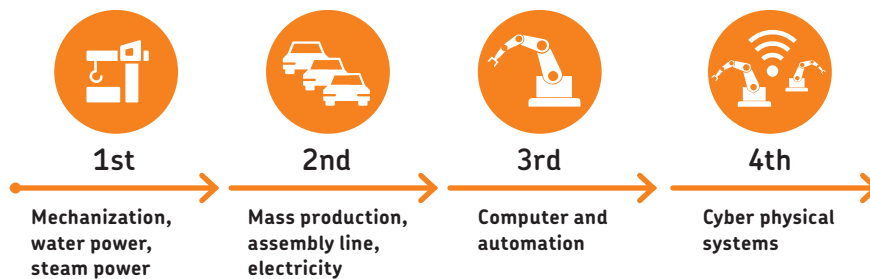 1st
2nd
3rd
4th
Mechanization,
water power,
steam power
Mass production,
assembly line,
electricity
Computer and
automation
Cyber physical
systems